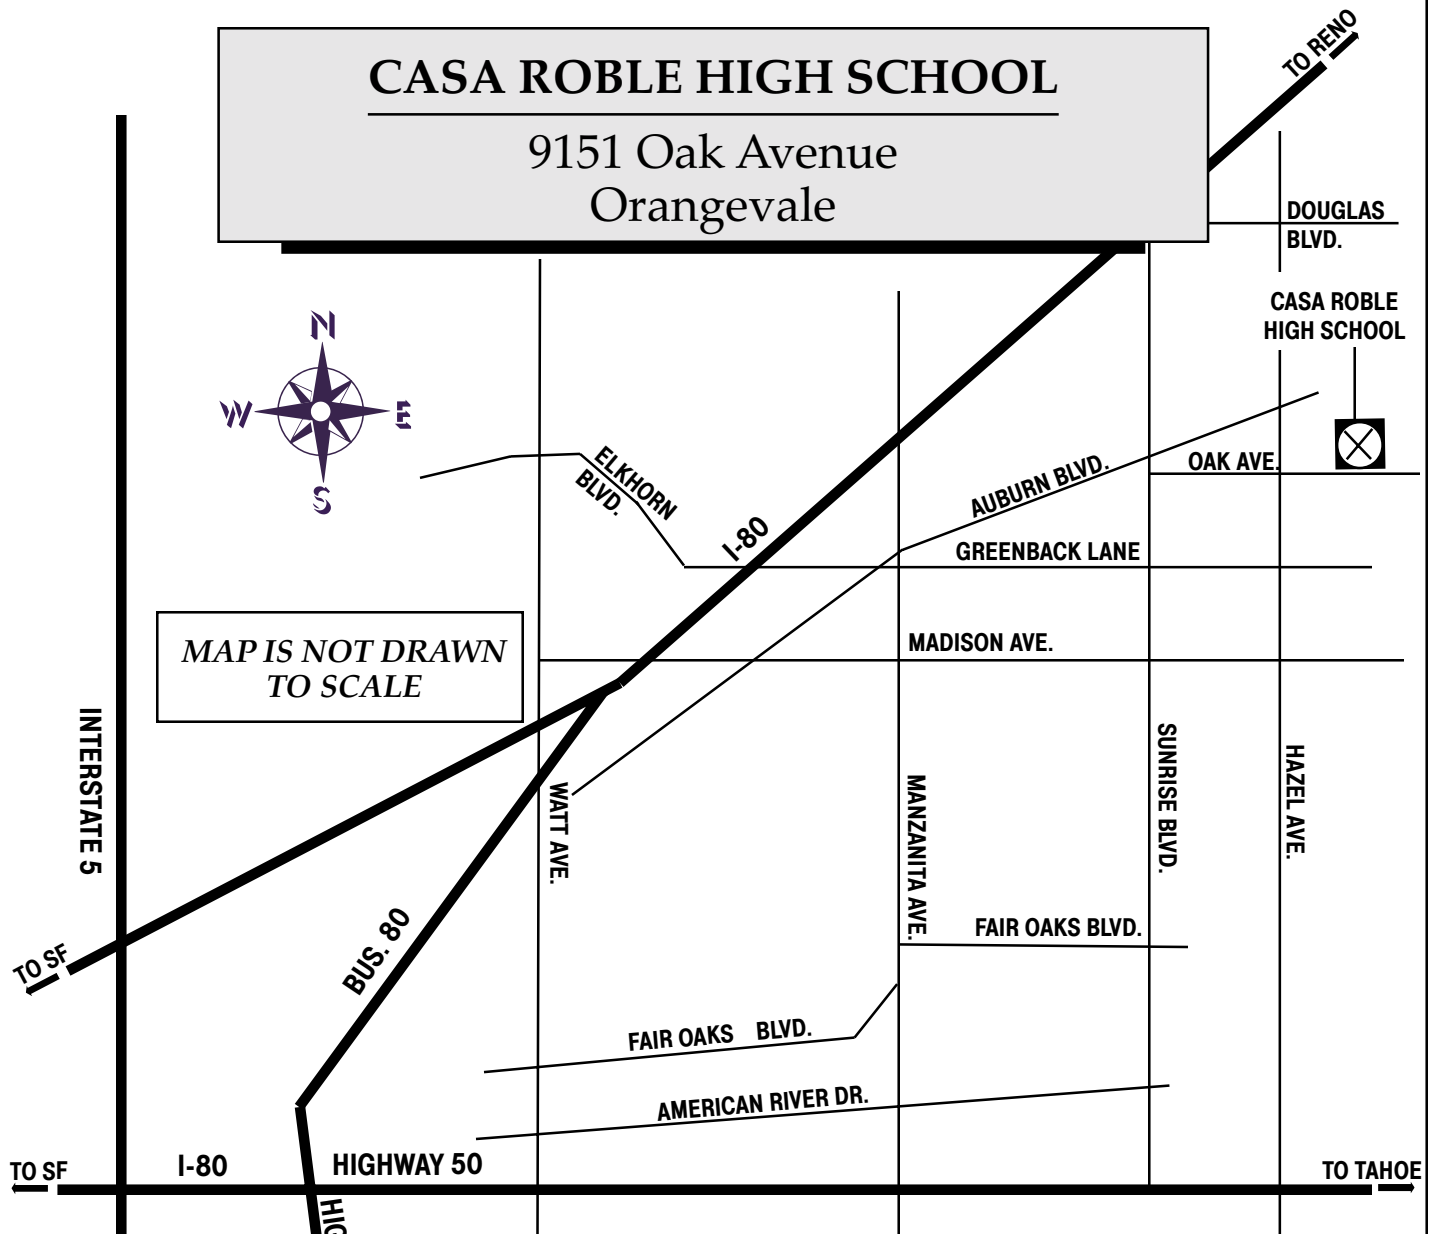 CASA ROBLE HIGH SCHOOL
9151 Oak Avenue
Orangevale
TO RENO
DOUGLAS
BLVD.
CASA ROBLE
HIGH SCHOOL
N
W
E
S
ELKHORN
BLVD.
I-80
AUBURN BLVD.
OAK AVE.
GREENBACK LANE
MADISON AVE.
MAP IS NOT DRAWN
TO SCALE
INTERSTATE 5
WATT AVE.
MANZANITA AVE.
SUNRISE BLVD.
HAZEL AVE.
BUS. 80
FAIR OAKS BLVD.
TO SF
FAIR OAKS BLVD.
AMERICAN RIVER DR.
TO SF
I-80
HIGHWAY 50
TO TAHOE